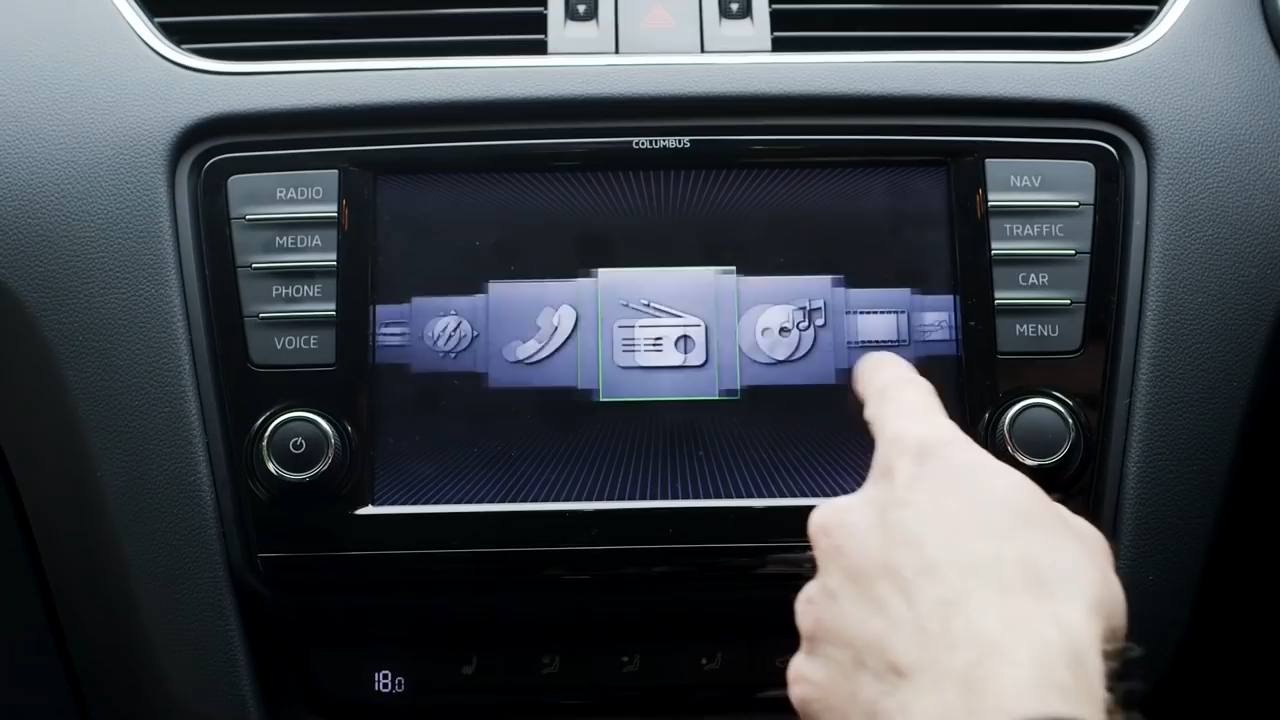 COLUMBUS
RADIO
MEDIA
PHONE
VOICE
NAV
TRAFFIC
CAR
MENU
18.0